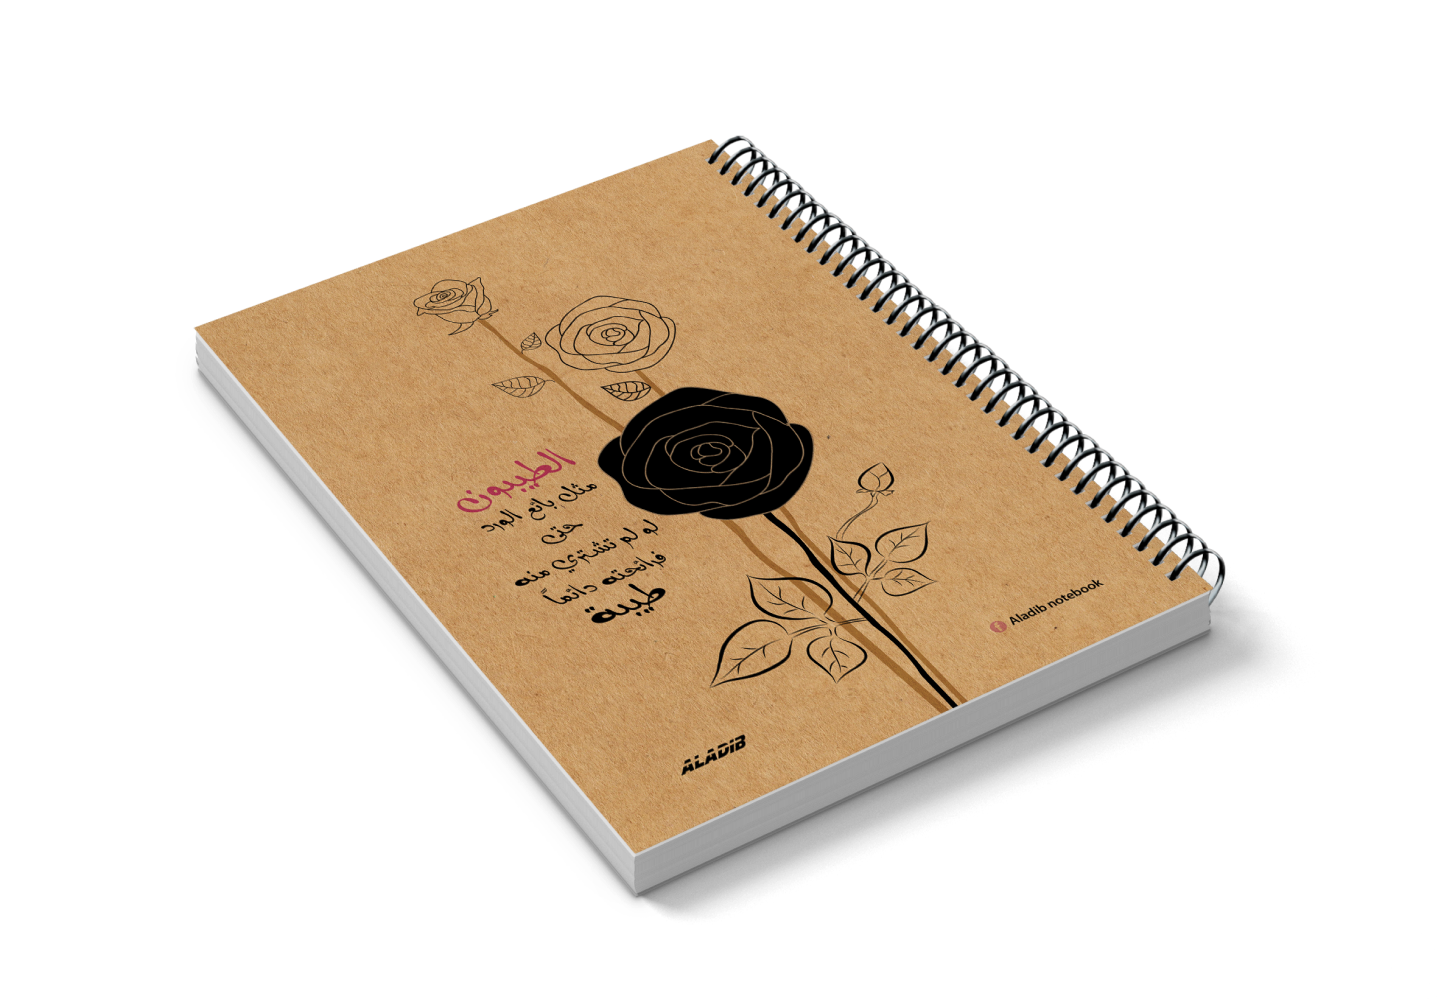 الطيبون
مثل بائع الورد
حتى
لو لم تشتري منه
فرائحته دائماً
طيبة
Aladib notebook
ALADIB